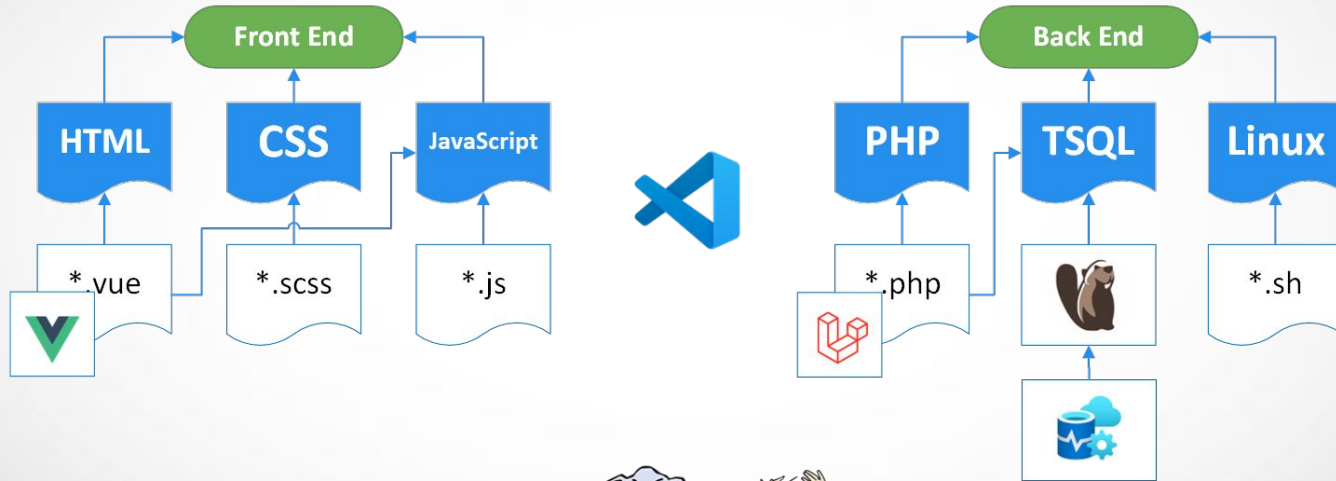 Front End
Back End
HTML
CSS
JavaScript
PHP
TSQL
Linux
*.vue
*.scss
*.js
*.php
*.sh